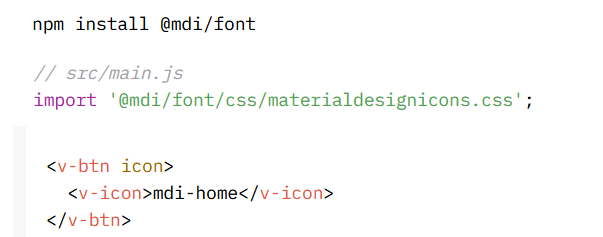 npm install @mdi/font
// src/main.js
import '@mdi/font/css/materialdesignicons.css';
<v-btn icon>
<v-icon>mdi-home</v-icon>
</v-btn>